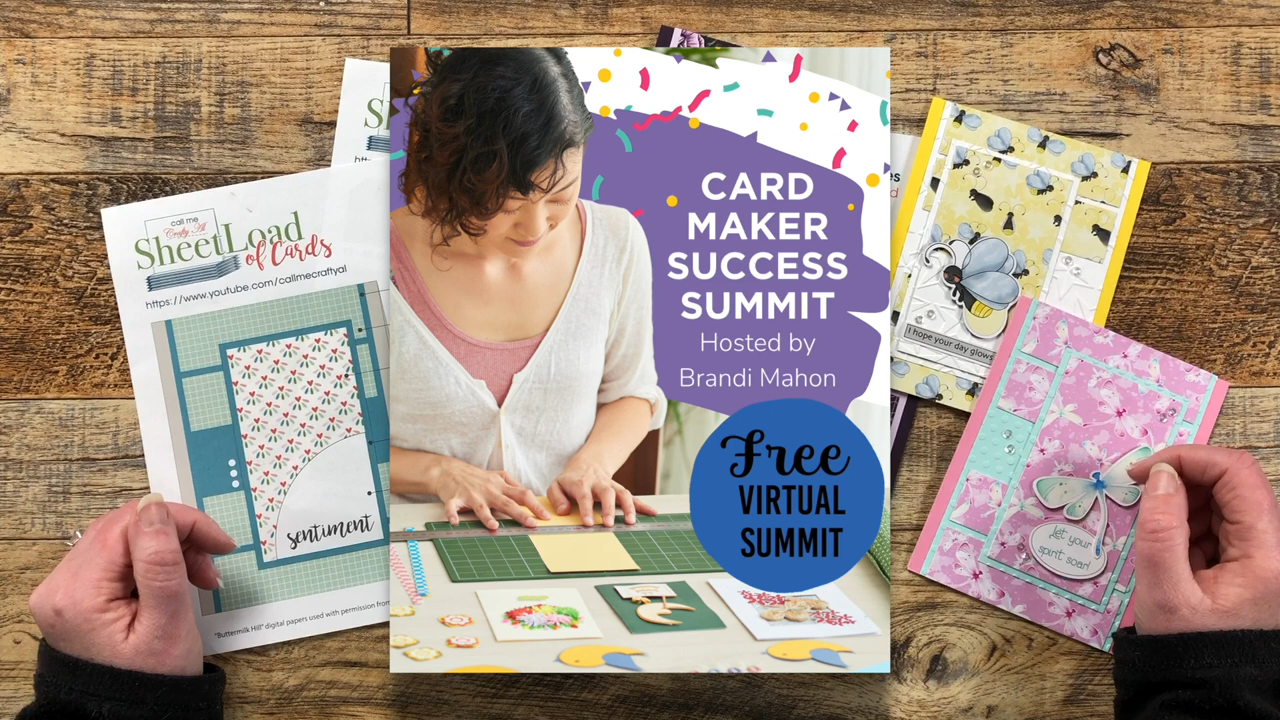 call me
Crafty Al
SheetLoad
of Cards
https://www.youtube.com/callmecraftyal
sentiment
"Buttermilk Hill" digital papers used with permission from
CARD
MAKER
SUCCESS
SUMMIT
Hosted by
Brandi Mahon
Free
VIRTUAL
SUMMIT
I hope your day glows
let your
spirit soar!